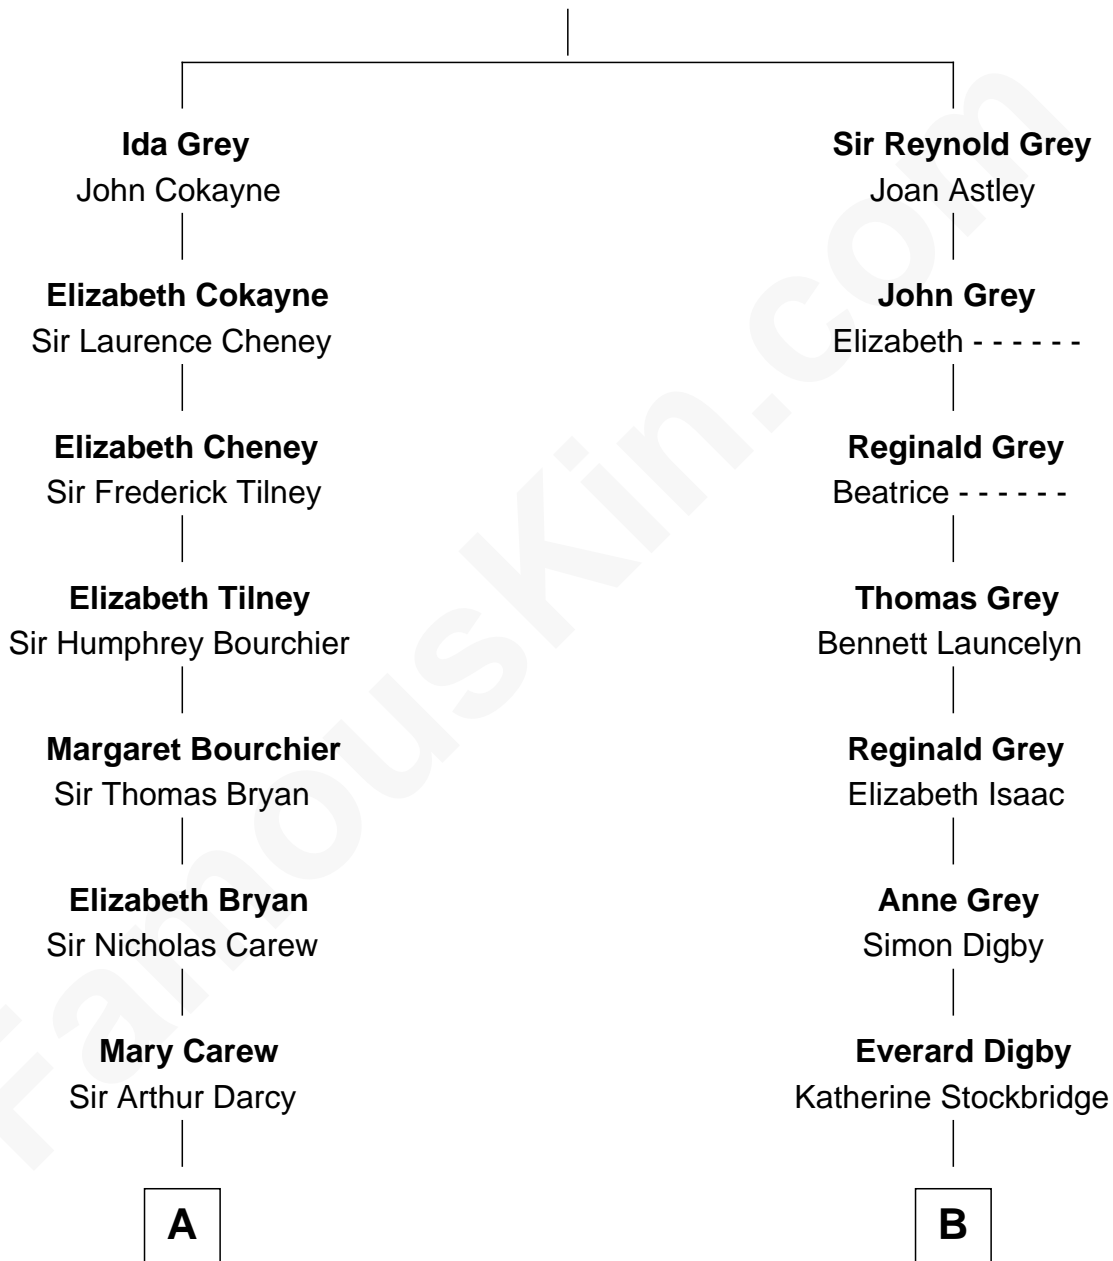 Ida Grey
John Cokayne
Sir Reynold Grey
Joan Astley
Elizabeth Cokayne
Sir Laurence Cheney
John Grey
Elizabeth - - - - - -
Elizabeth Cheney
Sir Frederick Tilney
Reginald Grey
Beatrice - - - - - -
Elizabeth Tilney
Sir Humphrey Bourchier
Thomas Grey
Bennett Launcelyn
Margaret Bourchier
Sir Thomas Bryan
Reginald Grey
Elizabeth Isaac
Elizabeth Bryan
Sir Nicholas Carew
Anne Grey
Simon Digby
Mary Carew
Sir Arthur Darcy
Everard Digby
Katherine Stockbridge
A
B
FamousKin.com